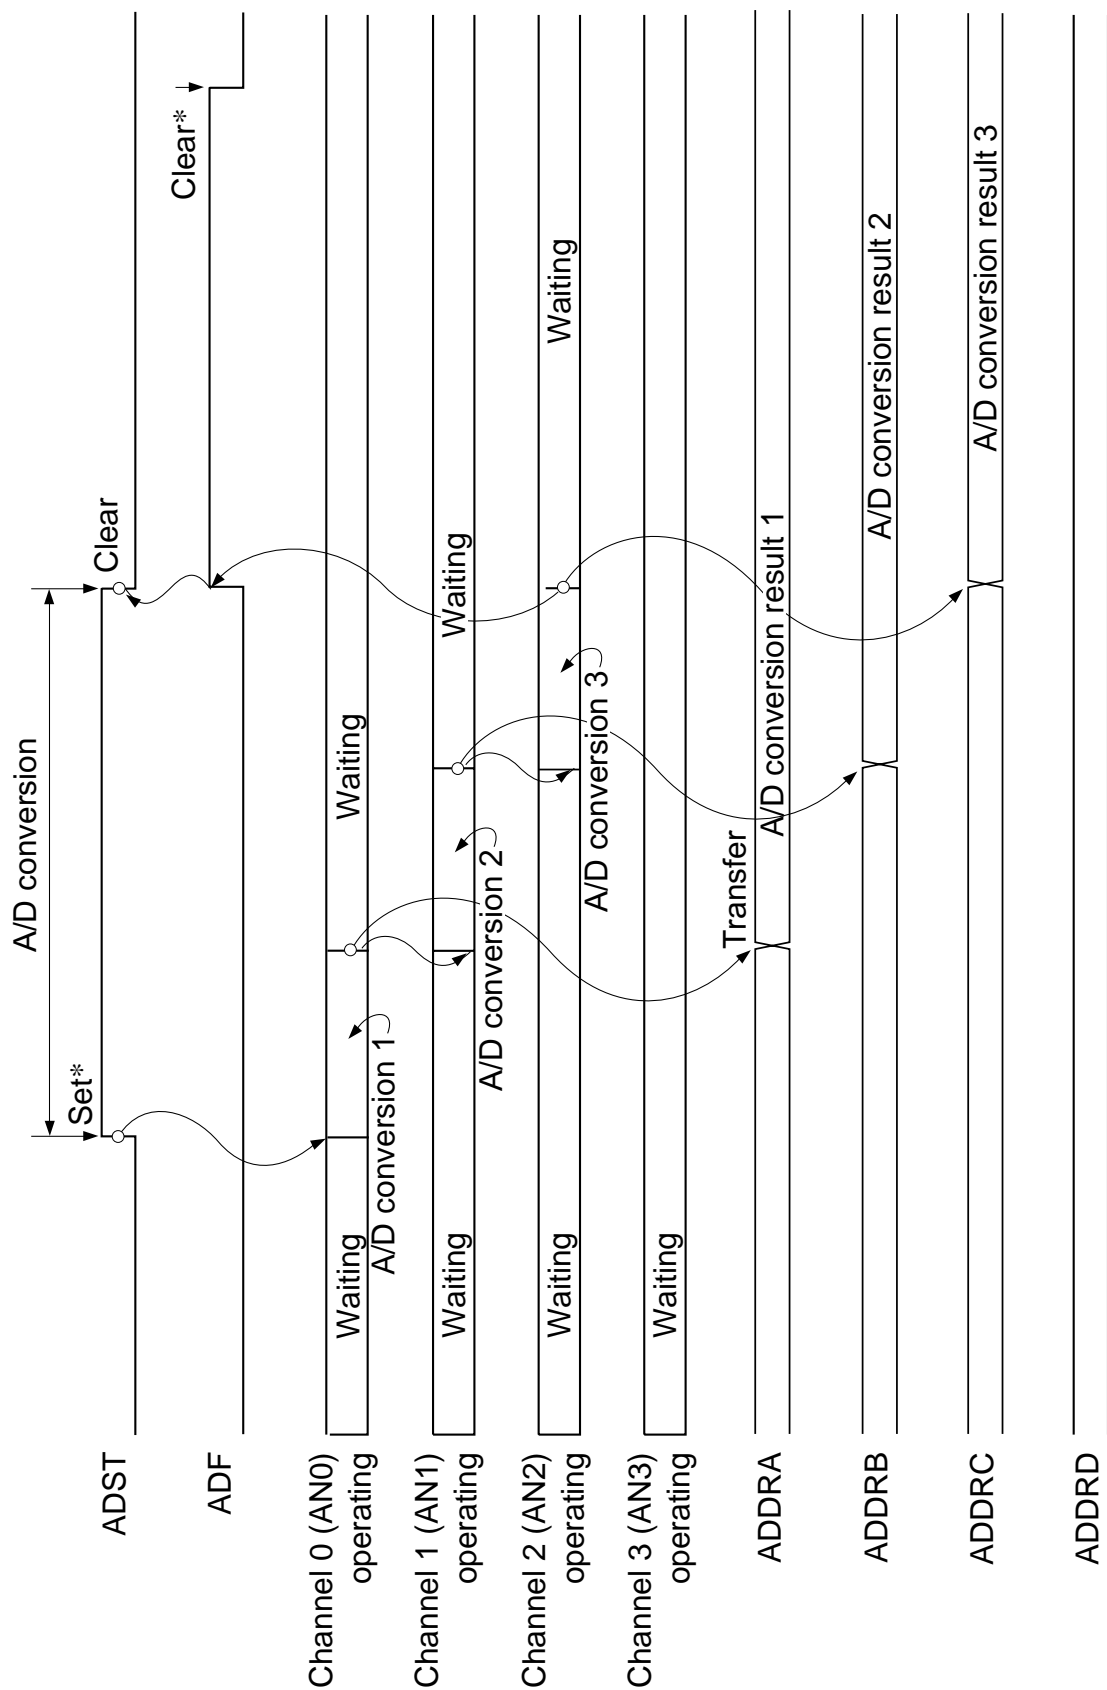 A/D conversion
Set*
Clear
ADST
Clear*
ADF
Channel 0 (AN0)
operating
Waiting
A/D conversion 1
Waiting
Channel 1 (AN1)
operating
Waiting
A/D conversion 2
Waiting
Channel 2 (AN2)
operating
Waiting
A/D conversion 3
Waiting
Channel 3 (AN3)
operating
Waiting
Transfer
ADDRA
A/D conversion result 1
ADDRB
A/D conversion result 2
ADDRC
A/D conversion result 3
ADDRD